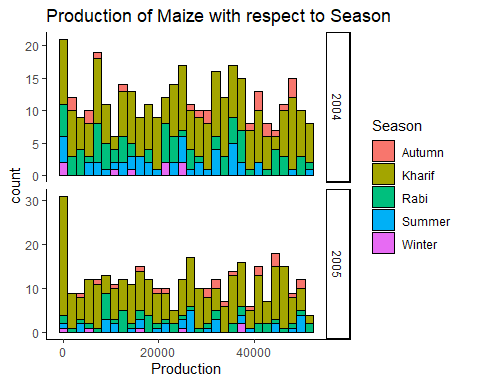 Production of Maize with respect to Season
20
15
10
5
0
2004
30
20
10
0
2005
count
0 20000 40000
Production
Season
Autumn
Kharif
Rabi
Summer
Winter